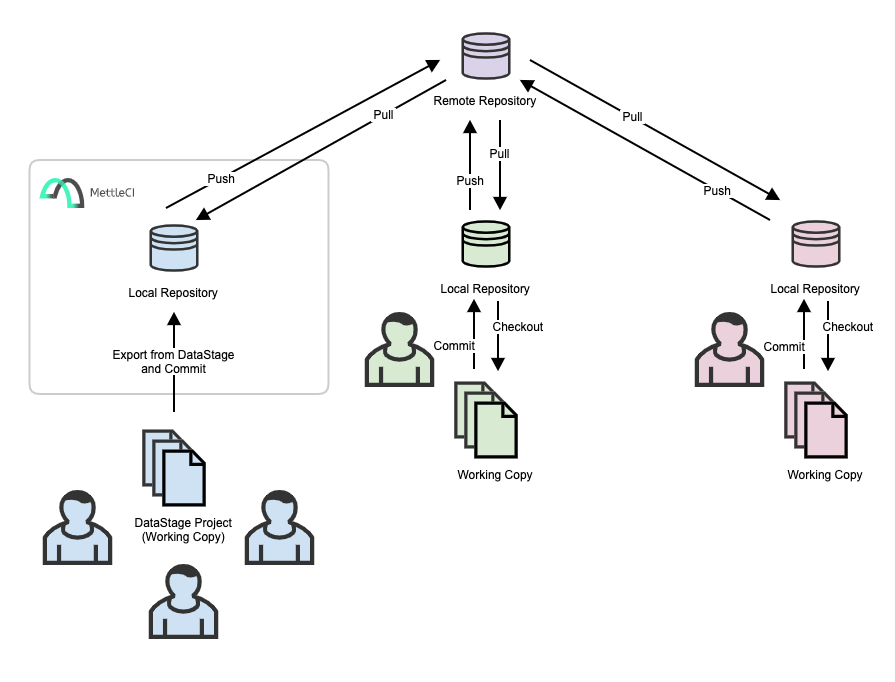 Remote Repository
Pull
Push
Pull
Push
Pull
Push
MettleCI
Local Repository
Local Repository
Local Repository
Export from DataStage
and Commit
Commit
Checkout
Commit
Checkout
Working Copy
Working Copy
DataStage Project
(Working Copy)